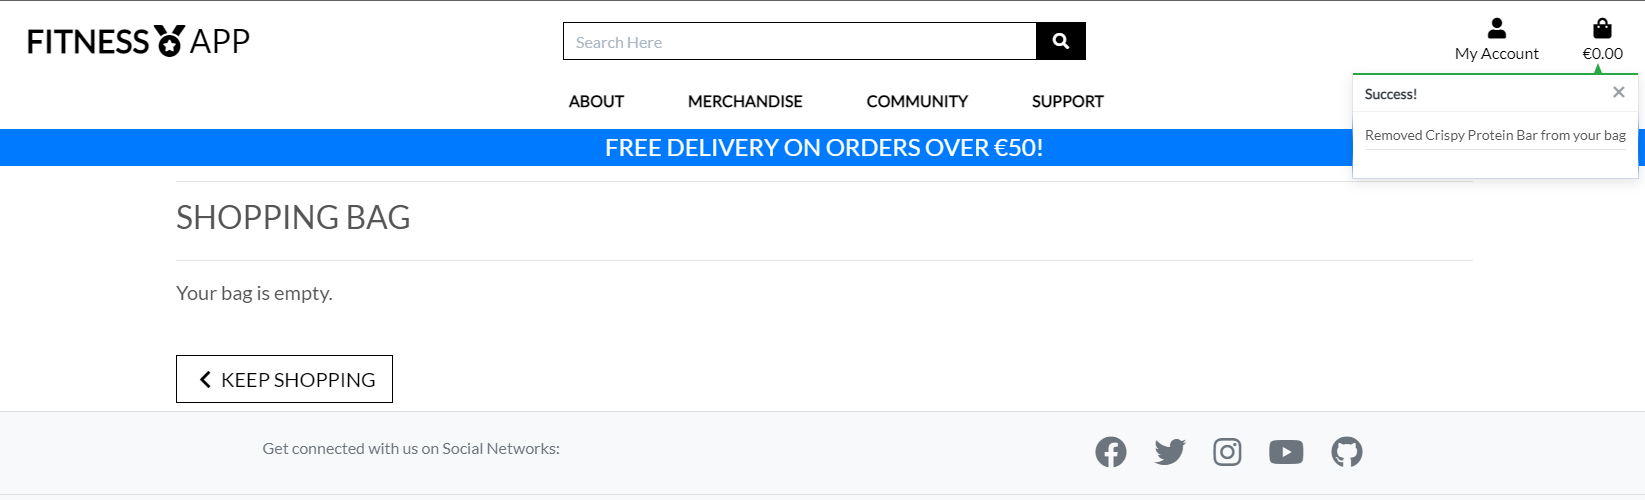 FITNESS APP
Search Here
My Account
€0.00
ABOUT MERCHANDISE COMMUNITY SUPPORT
Success!
Removed Crispy Protein Bar from your bag
FREE DELIVERY ON ORDERS OVER €50!
SHOPPING BAG
Your bag is empty.
KEEP SHOPPING
Get connected with us on Social Networks: